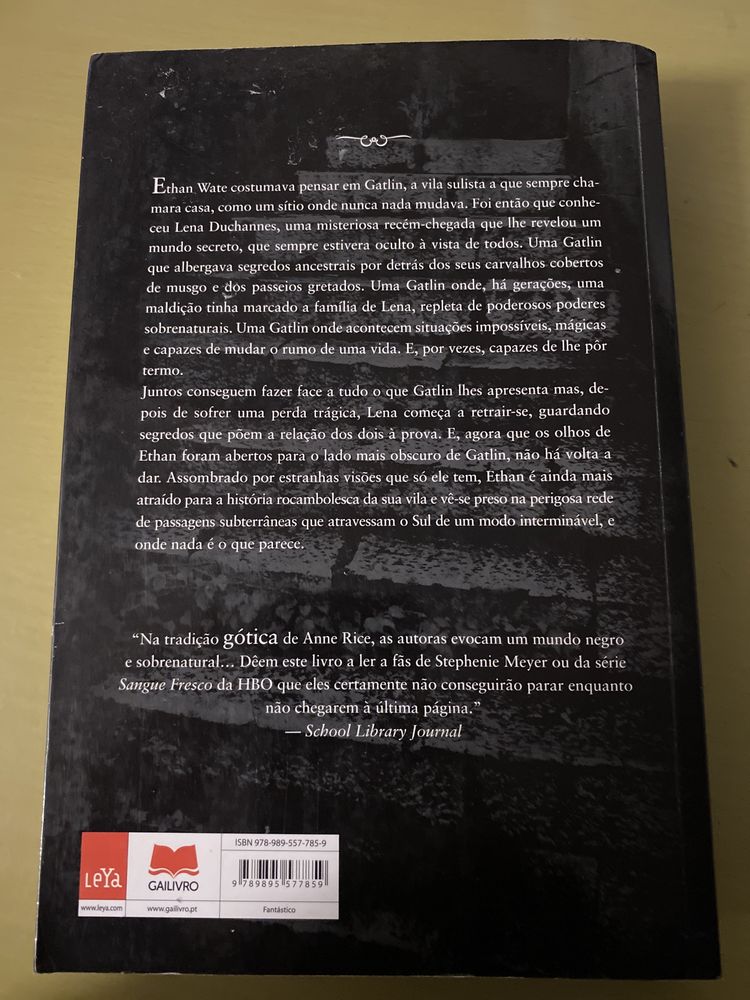 Ethan Wate costumava pensar em Gatlin, a vila sulista a que sempre cha-
mara casa, como um sítio onde nunca nada mudava. Foi então que conhe-
ceu Lena Duchannes, uma misteriosa recém-chegada que lhe revelou um
mundo secreto, que sempre estivera oculto à vista de todos. Uma Gatlin
que albergava segredos ancestrais por detrás dos seus carvalhos cobertos
de musgo e dos passeios gretados. Uma Gatlin onde, há gerações, uma
maldição tinha marcado a família de Lena, repleta de poderosos poderes
sobrenaturais. Uma Gatlin onde acontecem situações impossíveis, mágicas
e capazes de mudar o rumo de uma vida. E, por vezes, capazes de lhe pôr
termo.
Juntos conseguem fazer face a tudo o que Gatlin lhes apresenta mas, de-
pois de sofrer uma perda trágica, Lena começa a retrair-se, guardando
segredos que põem a relação dos dois à prova. E, agora que os olhos de
Ethan foram abertos para o lado mais obscuro de Gatlin, não há volta a
dar. Assombrado por estranhas visões que só ele tem, Ethan é ainda mais
atraído para a história rocambolesca da sua vila e vê-se preso na perigosa rede
de passagens subterrâneas que atravessam o Sul de um modo interminável, e
onde nada é o que parece.
“Na tradição gótica de Anne Rice, as autoras evocam um mundo negro
e sobrenatural… Dêem este livro a ler a fãs de Stephenie Meyer ou da série
Sangue Fresco da HBO que eles certamente não conseguirão parar enquanto
não chegarem à última página.”
— School Library Journal
LEYA
www.leya.com
GAILIVRO
www.gailivro.pt
ISBN 978-989-557-785-9
9 789895 577859
Fantástico